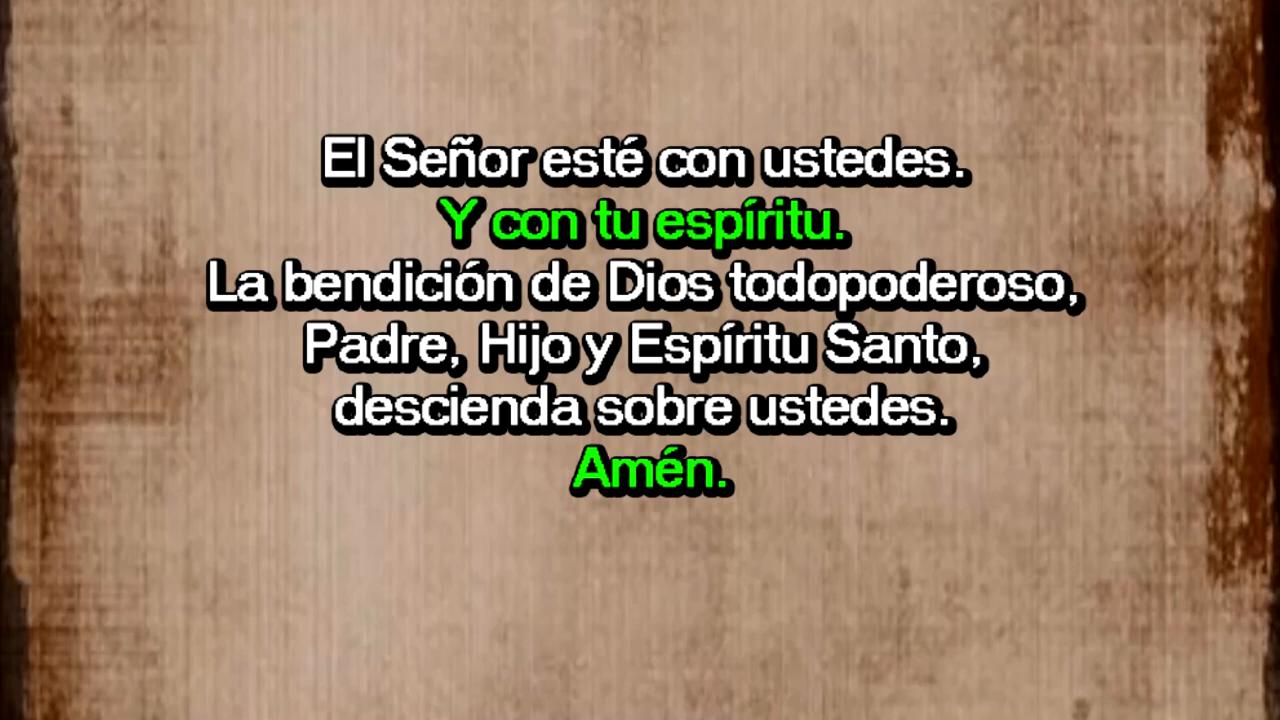 El Señor esté con ustedes.
Y con tu espíritu.
La bendición de Dios todopoderoso,
Padre, Hijo y Espíritu Santo,
descienda sobre ustedes.
Amén.